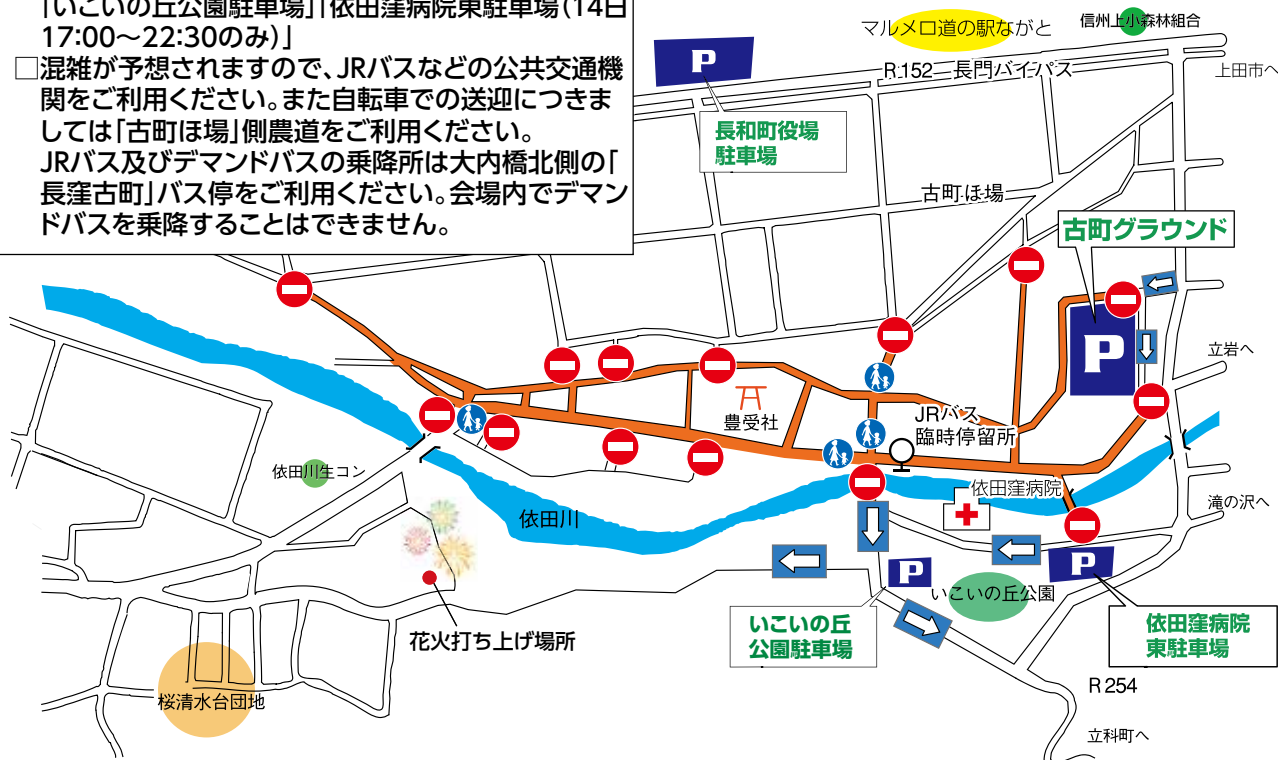 「いこいの丘公園駐車場」「依田窪病院東駐車場(14日
17:00～22:30のみ)」
□混雑が予想されますので、JRバスなどの公共交通機
関をご利用ください。また自転車での送迎につきま
しては「古町ほ場」側農道をご利用ください。
JRバス及びデマンドバスの乗降所は大内橋北側の「
長窪古町」バス停をご利用ください。会場内でデマン
ドバスを乗降することはできません。
マルメロ道の駅ながと
信州上小森林組合
P
R152 長門バイパス
上田市へ
長和町役場
駐車場
古町ほ場
古町グラウンド
P
立岩へ
豊受社
JRバス
臨時停留所
依田川生コン
依田窪病院
滝の沢へ
依田川
P
P
いこいの丘公園
花火打ち上げ場所
いこいの丘
公園駐車場
依田窪病院
東駐車場
R254
桜清水台団地
立科町へ